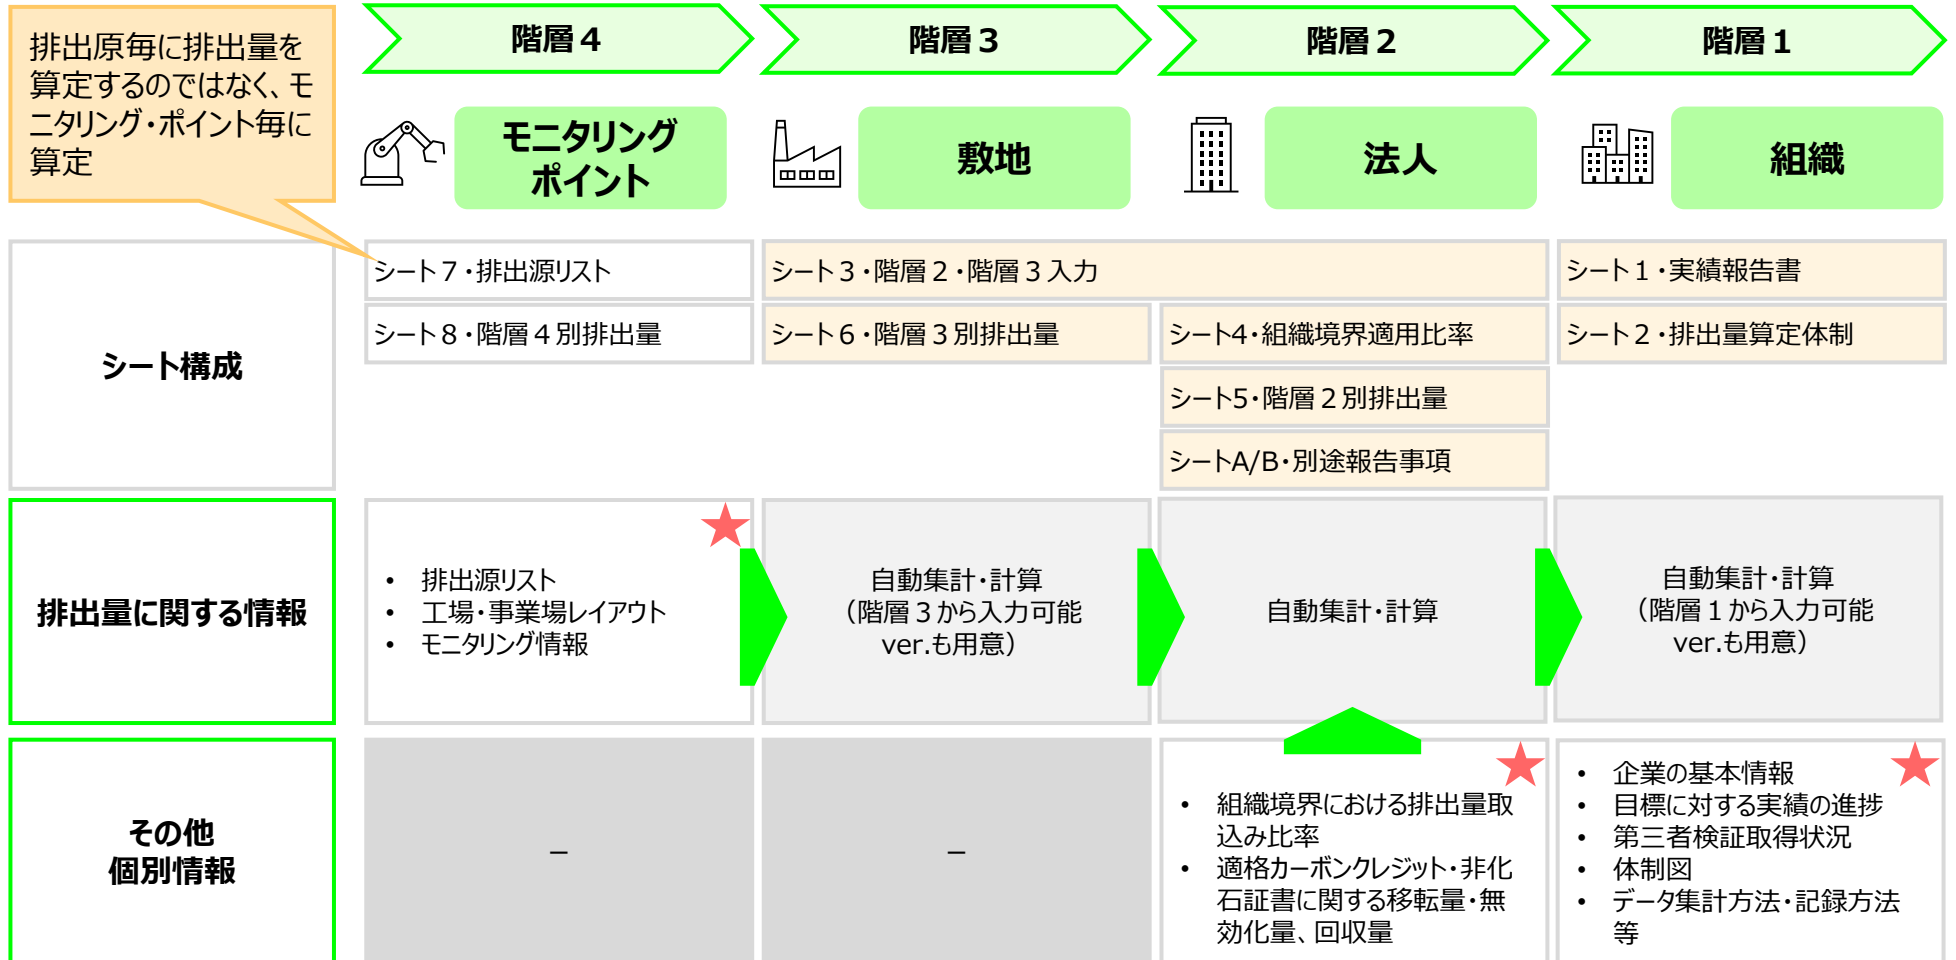 排出原毎に排出量を
算定するのではなく、モ
ニタリング・ポイント毎に
算定
階層４
階層３
階層２
階層１
モニタリング
ポイント
敷地
法人
組織
シート構成
シート７・排出源リスト
シート３・階層２・階層３入力
シート１・実績報告書
シート８・階層４別排出量
シート６・階層３別排出量
シート4・組織境界適用比率
シート２・排出量算定体制
シート5・階層２別排出量
シートA/B・別途報告事項
排出量に関する情報
• 排出源リスト
• 工場・事業場レイアウト
• モニタリング情報
自動集計・計算
（階層３から入力可能
ver.も用意）
自動集計・計算
自動集計・計算
（階層１から入力可能
ver.も用意）
その他
個別情報
–
–
• 組織境界における排出量取
込み比率
• 適格カーボンクレジット・非化
石証書に関する移転量・無
効化量、回収量
• 企業の基本情報
• 目標に対する実績の進捗
• 第三者検証取得状況
• 体制図
• データ集計方法・記録方法
等